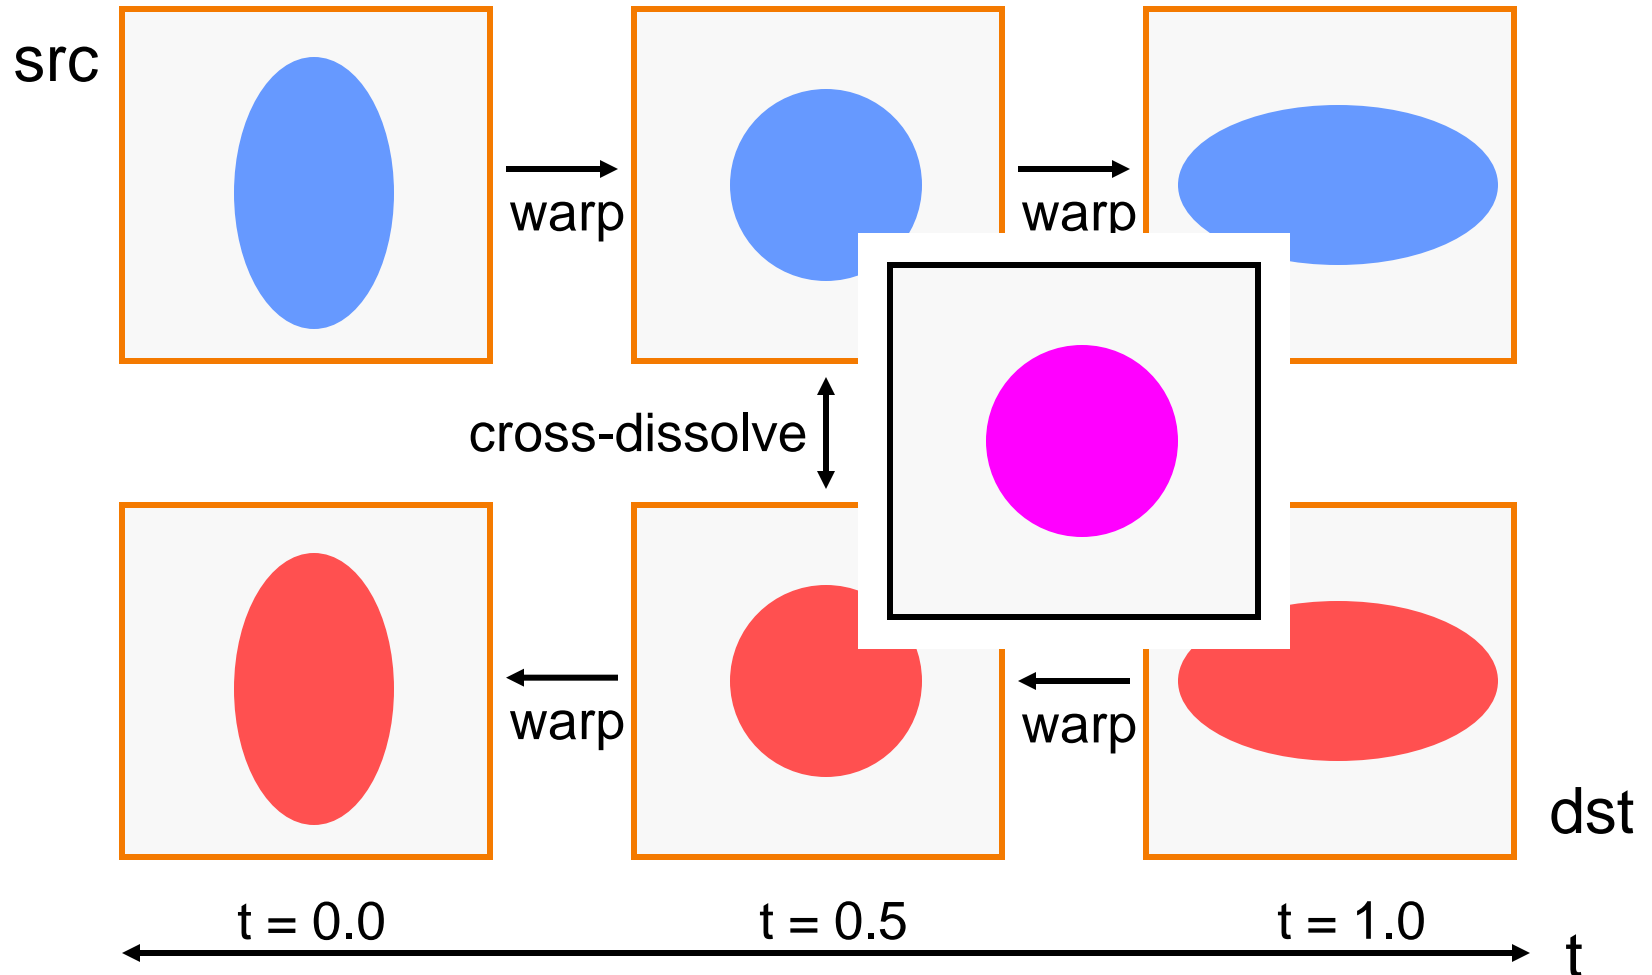 src
warp
warp
cross-dissolve
warp
warp
dst
t = 0.0
t = 0.5
t = 1.0
t